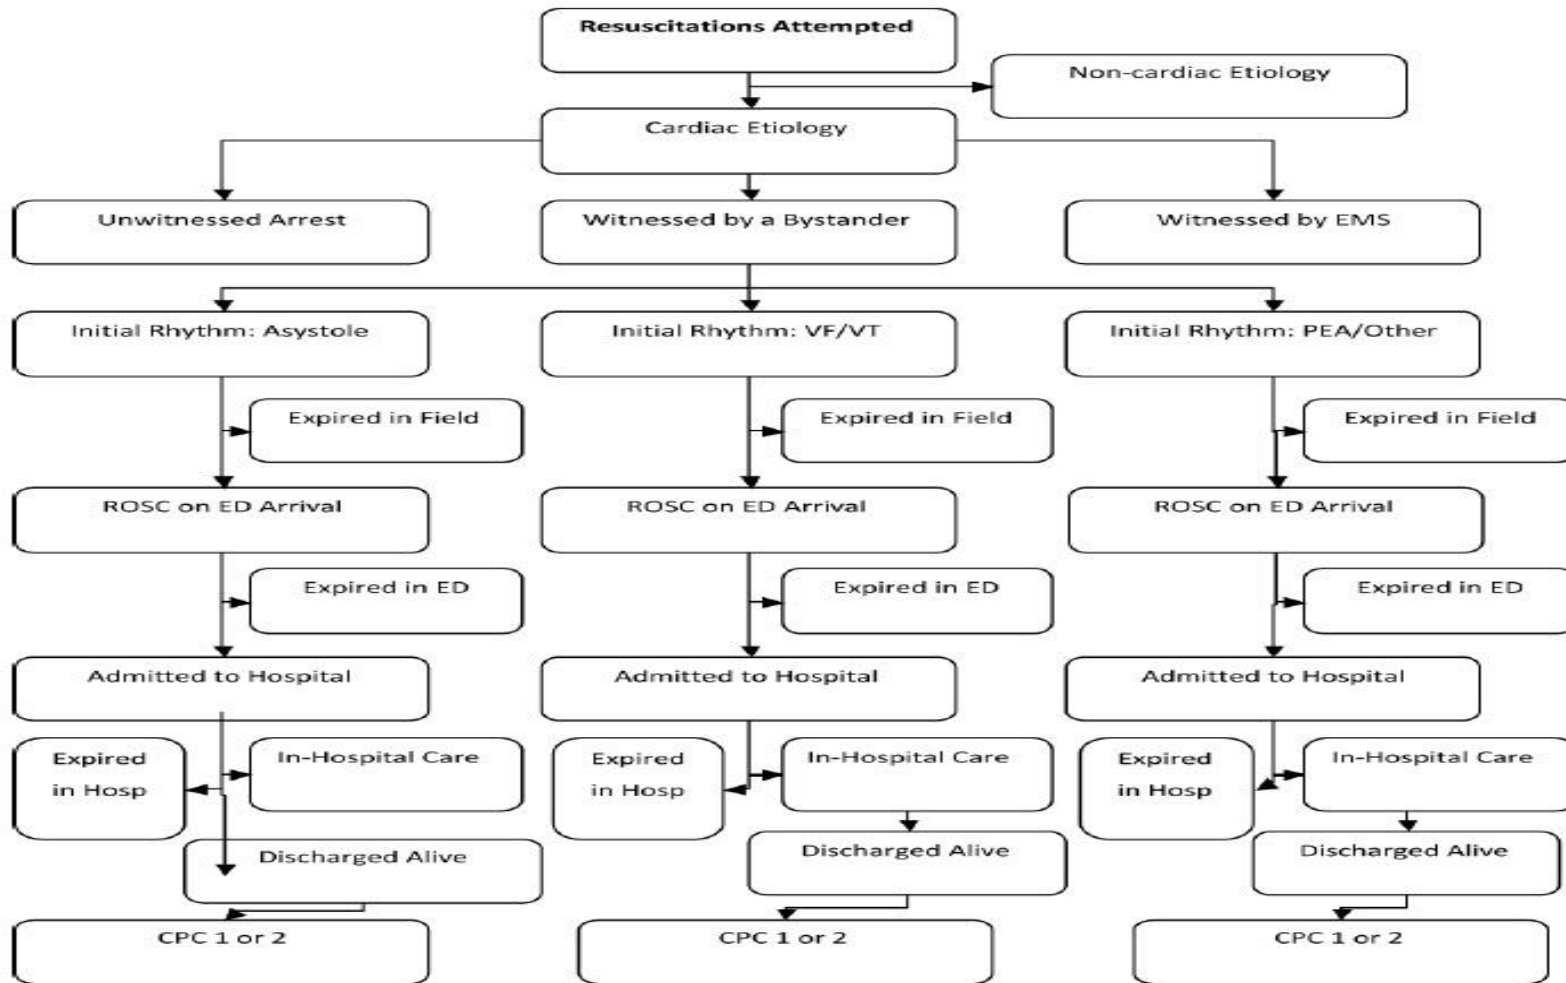 Resuscitations Attempted
Non-cardiac Etiology
Cardiac Etiology
Unwitnessed Arrest
Witnessed by a Bystander
Witnessed by EMS
Initial Rhythm: Asystole
Initial Rhythm: VF/VT
Initial Rhythm: PEA/Other
Expired in Field
Expired in Field
Expired in Field
ROSC on ED Arrival
ROSC on ED Arrival
ROSC on ED Arrival
Expired in ED
Expired in ED
Expired in ED
Admitted to Hospital
Admitted to Hospital
Admitted to Hospital
Expired
in Hosp
In-Hospital Care
Expired
in Hosp
In-Hospital Care
Expired
in Hosp
In-Hospital Care
Discharged Alive
Discharged Alive
Discharged Alive
CPC 1 or 2
CPC 1 or 2
CPC 1 or 2